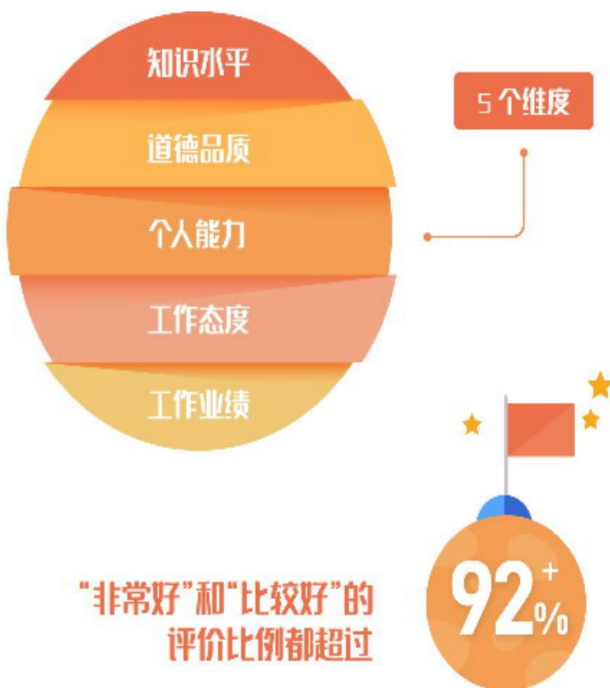 知识水平
道德品质
个人能力
工作态度
工作业绩
5个维度
“非常好”和“比较好”的
评价比例都超过
92%+